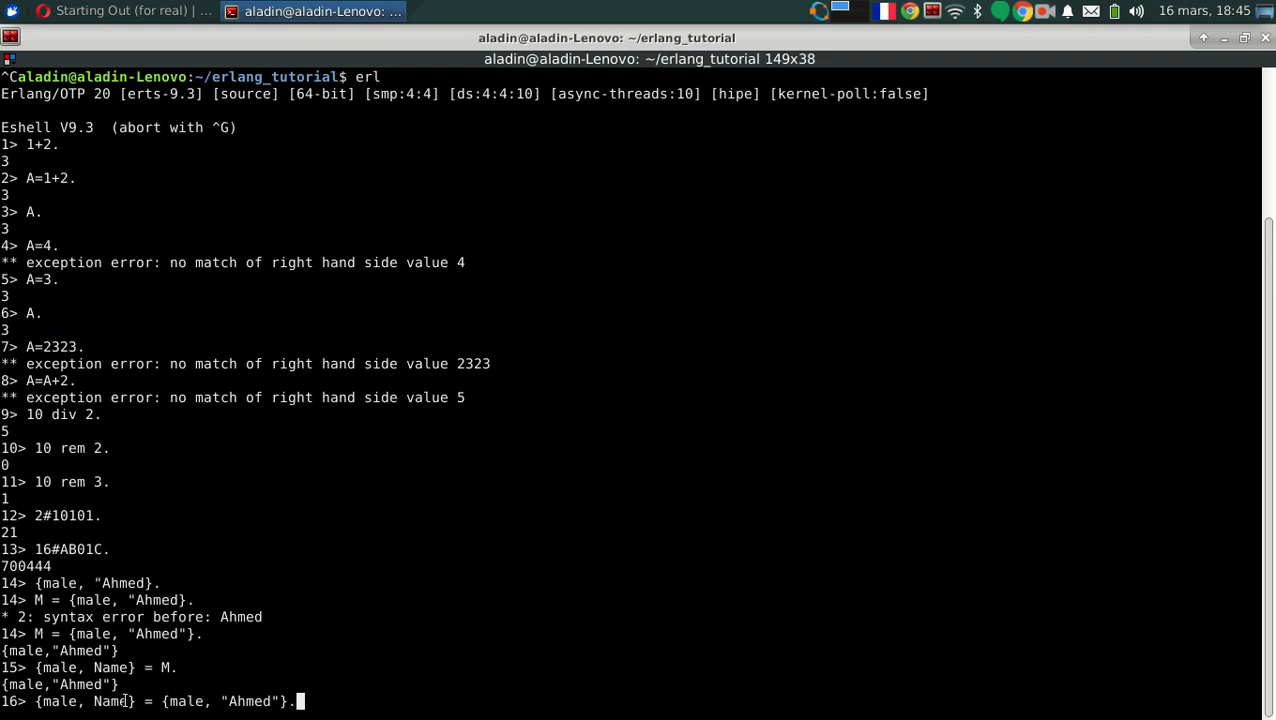 Starting Out (for real) | ...
aladin@aladin-Lenovo: ...
16 mars, 18:45
aladin@aladin-Lenovo: ~/erlang_tutorial
aladin@aladin-Lenovo: ~/erlang_tutorial 149x38
^Caladin@aladin-Lenovo:~/erlang_tutorial$ erl
Erlang/OTP 20 [erts-9.3] [source] [64-bit] [smp:4:4] [ds:4:4:10] [async-threads:10] [hipe] [kernel-poll:false]
Eshell V9.3  (abort with ^G)
1> 1+2.
3
2> A=1+2.
3
3> A.
3
4> A=4.
** exception error: no match of right hand side value 4
5> A=3.
3
6> A.
3
7> A=2323.
** exception error: no match of right hand side value 2323
8> A=A+2.
** exception error: no match of right hand side value 5
9> 10 div 2.
5
10> 10 rem 2.
0
11> 10 rem 3.
1
12> 2#10101.
21
13> 16#AB01C.
700444
14> {male, "Ahmed}.
14> M = {male, "Ahmed}.
* 2: syntax error before: Ahmed
14> M = {male, "Ahmed"}.
{male,"Ahmed"}
15> {male, Name} = M.
{male,"Ahmed"}
16> {male, Name} = {male, "Ahmed"}.